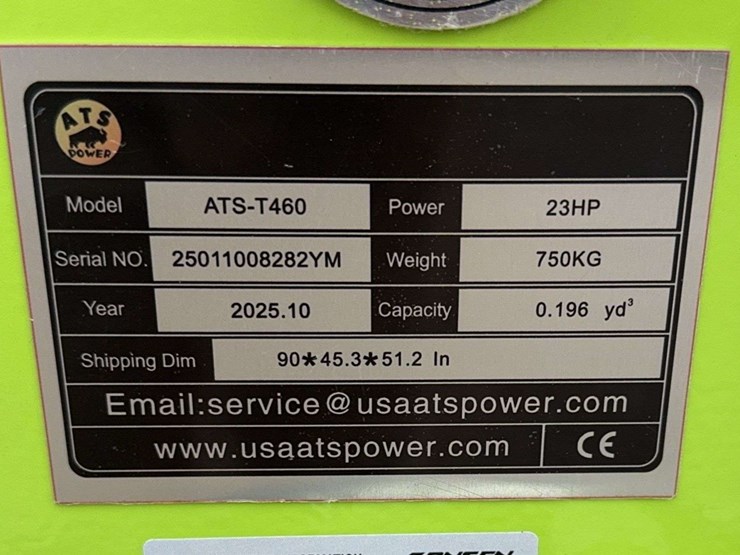 ATS
POWER
Model ATS-T460 Power 23HP
Serial NO. 25011008282YM Weight 750KG
Year 2025.10 Capacity 0.196 yd³
Shipping Dim 90*45.3*51.2 In
Email:service@usaatspower.com
www.usaatspower.com CE